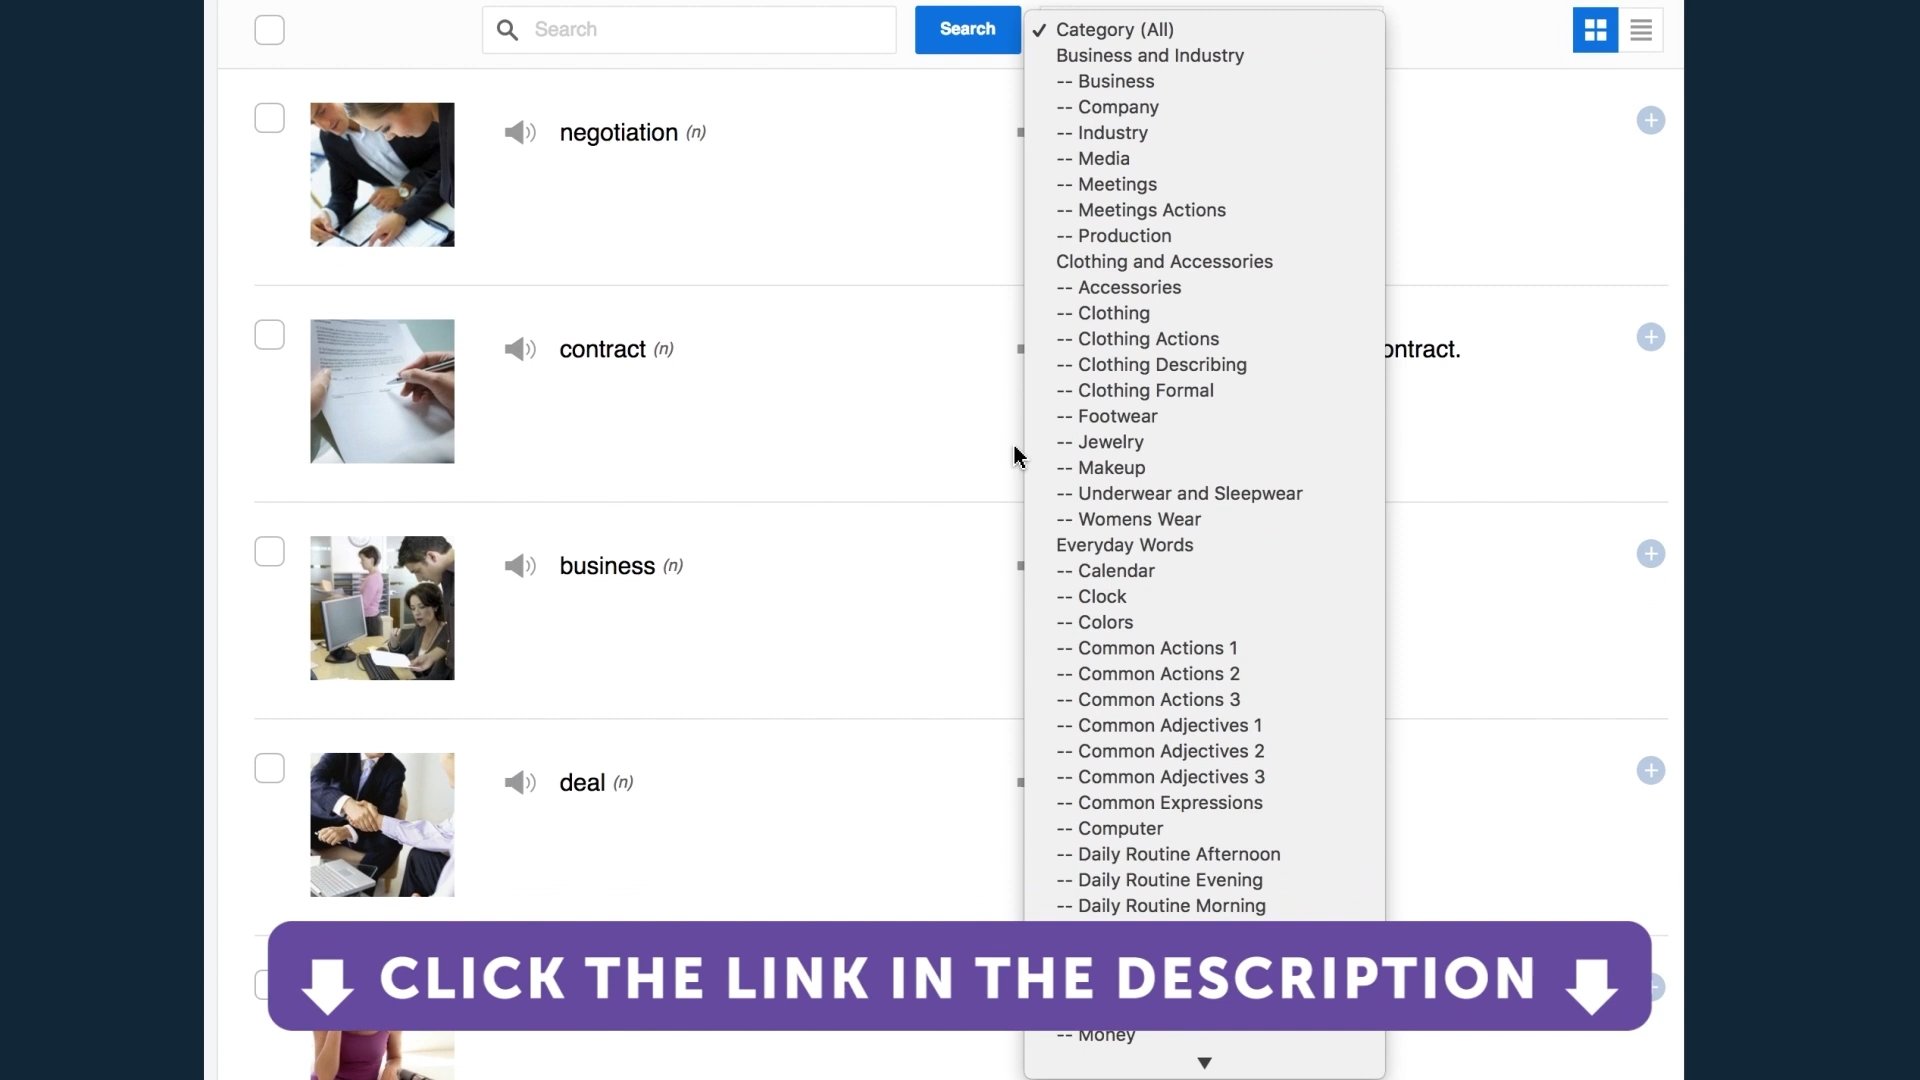 Search
Search
✓ Category (All)
Business and Industry
-- Business
-- Company
-- Industry
-- Media
-- Meetings
-- Meetings Actions
-- Production
Clothing and Accessories
-- Accessories
-- Clothing
-- Clothing Actions
-- Clothing Describing
-- Clothing Formal
-- Footwear
-- Jewelry
-- Makeup
-- Underwear and Sleepwear
-- Womens Wear
Everyday Words
-- Calendar
-- Clock
-- Colors
-- Common Actions 1
-- Common Actions 2
-- Common Actions 3
-- Common Adjectives 1
-- Common Adjectives 2
-- Common Adjectives 3
-- Common Expressions
-- Computer
-- Daily Routine Afternoon
-- Daily Routine Evening
-- Daily Routine Morning
-- Money
negotiation (n)
contract (n)
ontract.
business (n)
deal (n)
CLICK THE LINK IN THE DESCRIPTION